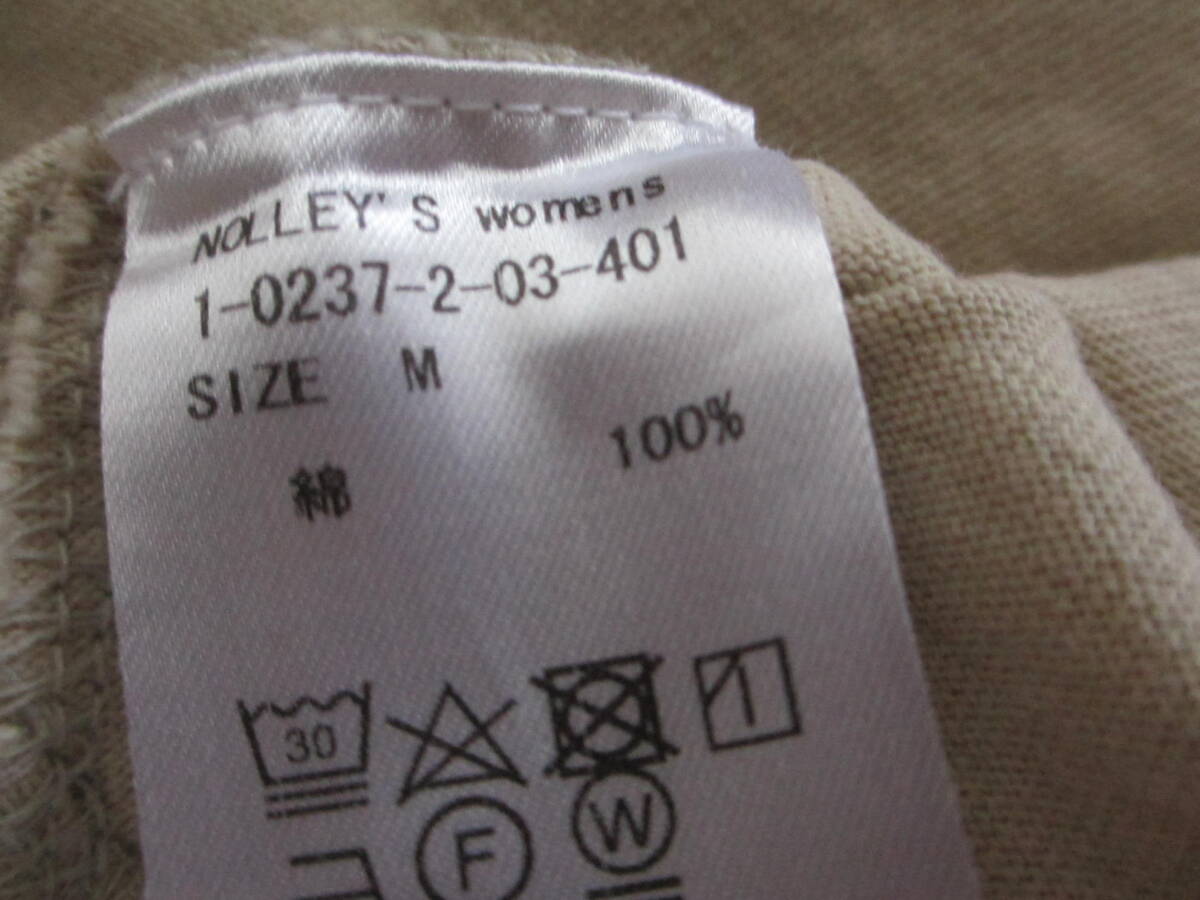 NOLLEY'S womens
1-0237-2-03-401
SIZE M
綿 100%
30
F W